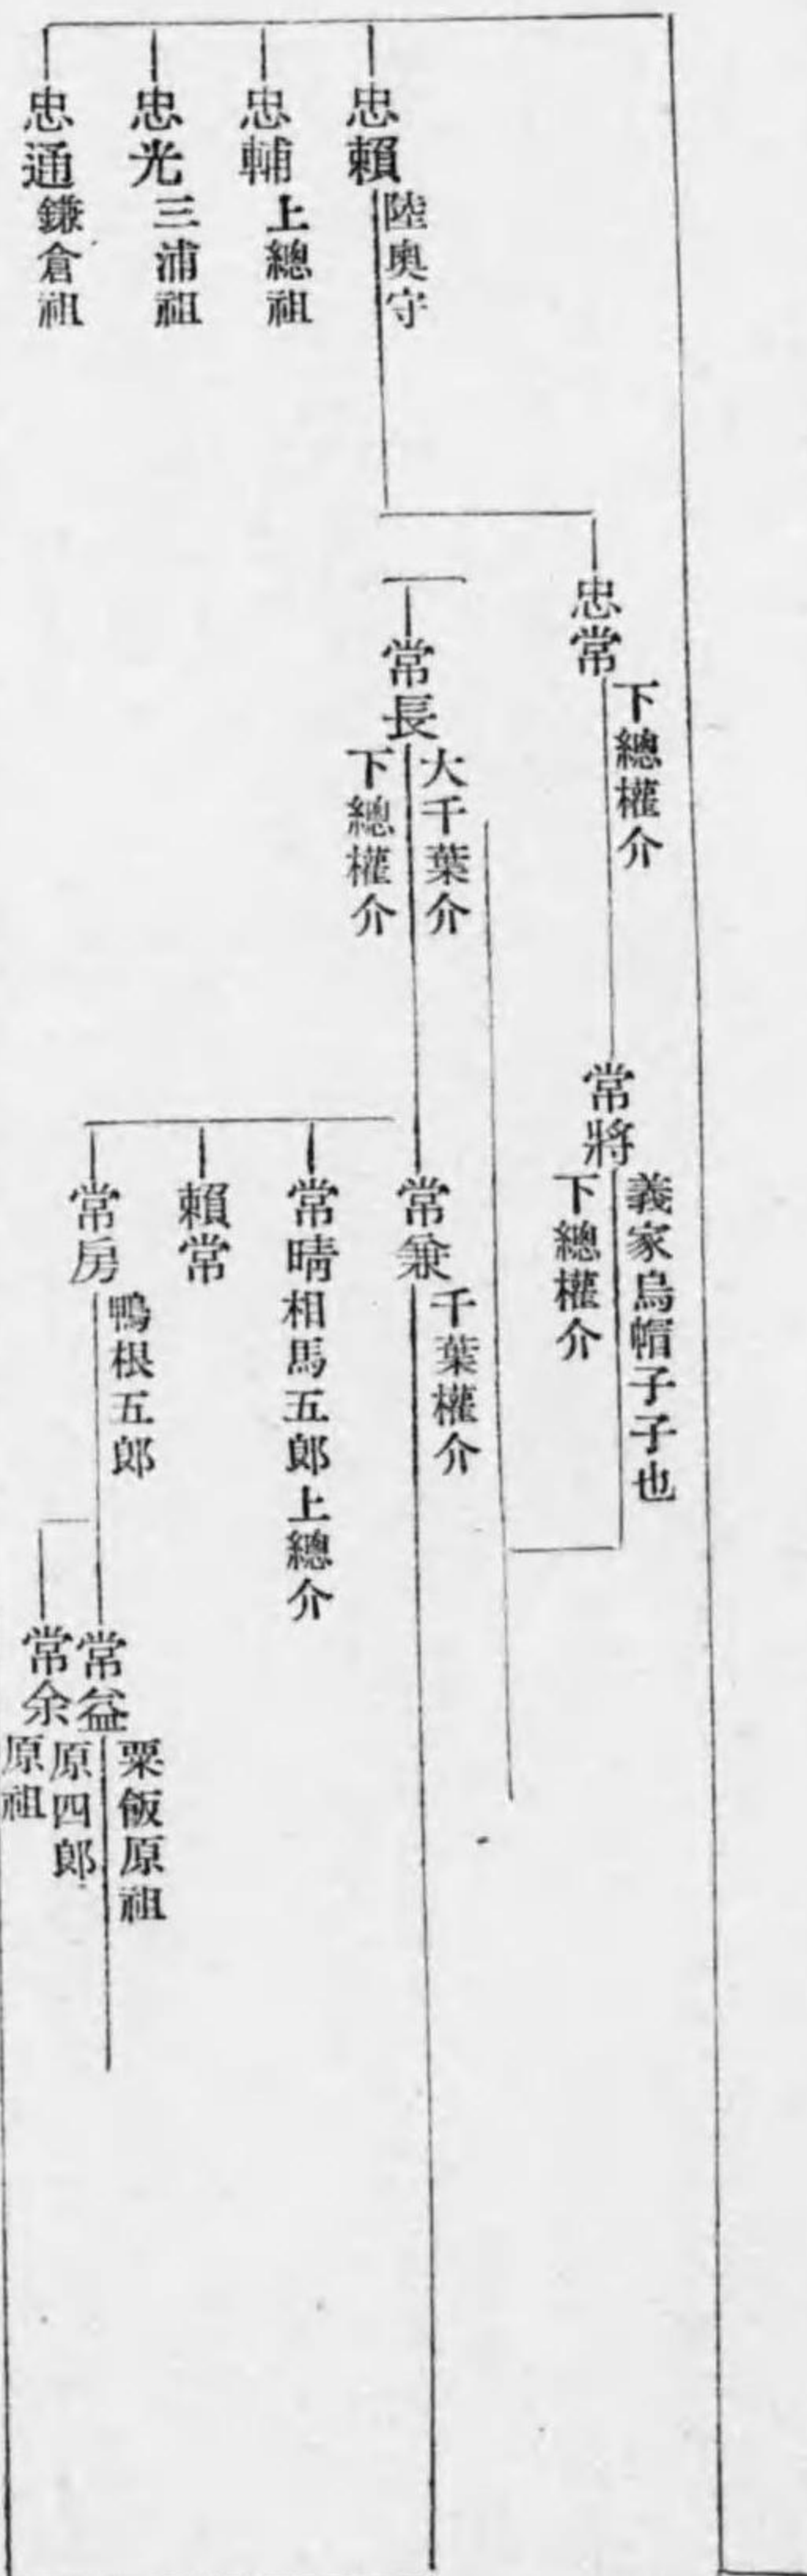 忠賴
陸奧守
忠輔
上總祖
忠光
三浦祖
忠通
鎌倉祖
忠常
下總權介
常將
義家烏帽子子也
下總權介
常長
大千葉介
下總權介
常兼
千葉權介
常晴
相馬五郎上總介
賴常
常房
鴨根五郎
常益
粟飯原祖
常余
原四郎
原祖